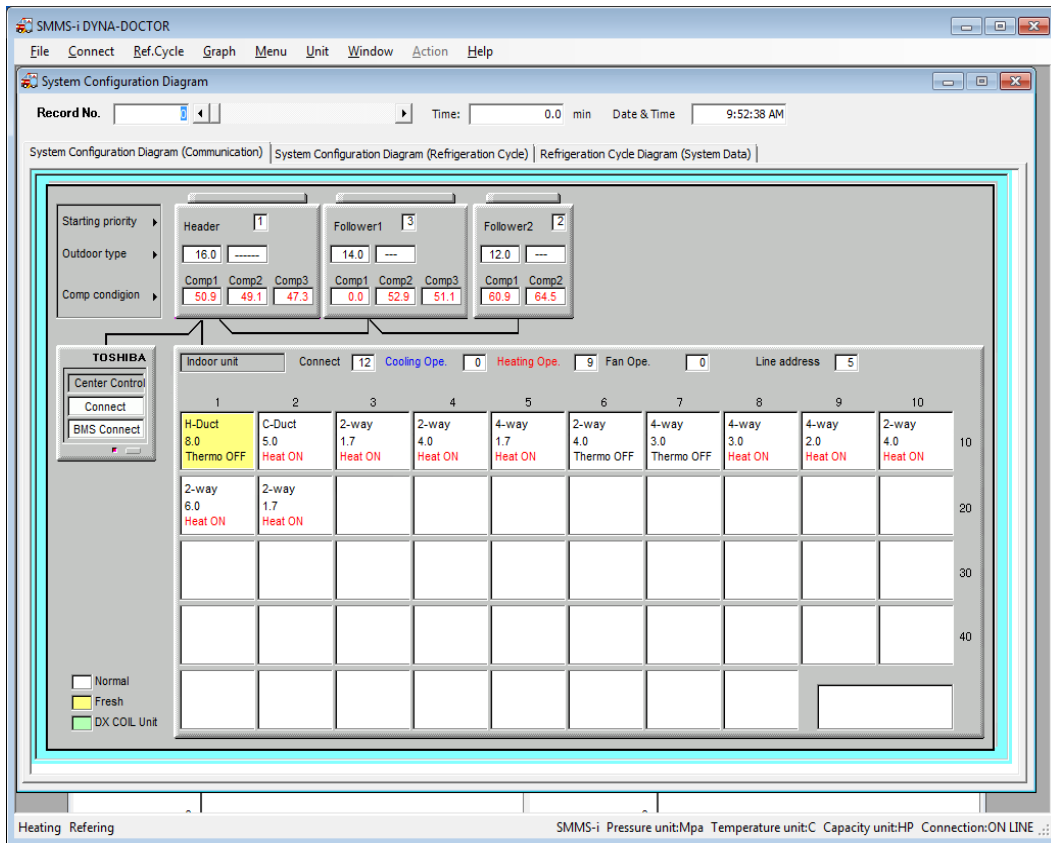 SMMS-i DYNA-DOCTOR
File Connect Ref.Cycle Graph Menu Unit Window Action Help
System Configuration Diagram
Record No. 0 Time: 0.0 min Date & Time 9:52:38 AM
System Configuration Diagram (Communication) System Configuration Diagram (Refrigeration Cycle) Refrigeration Cycle Diagram (System Data)
Starting priority Header 1 Follower1 3 Follower2 2
Outdoor type 16.0 ------ 14.0 --- 12.0 ---
Comp1 Comp2 Comp3 Comp1 Comp2 Comp3 Comp1 Comp2
Comp condigion 50.9 49.1 47.3 0.0 52.9 51.1 60.9 64.5
TOSHIBA
Center Control
Connect
BMS Connect
Indoor unit Connect 12 Cooling Ope. 0 Heating Ope. 9 Fan Ope. 0 Line address 5
1 2 3 4 5 6 7 8 9 10
H-Duct C-Duct 2-way 2-way 4-way 2-way 4-way 4-way 4-way 2-way
8.0 5.0 1.7 4.0 1.7 4.0 3.0 3.0 2.0 4.0 10
Thermo OFF Heat ON Heat ON Heat ON Heat ON Thermo OFF Thermo OFF Heat ON Heat ON Heat ON
2-way 2-way
6.0 1.7 20
Heat ON Heat ON
30
40
Normal
Fresh
DX COIL Unit
Heating Refering SMMS-i Pressure unit:Mpa Temperature unit:C Capacity unit:HP Connection:ON LINE